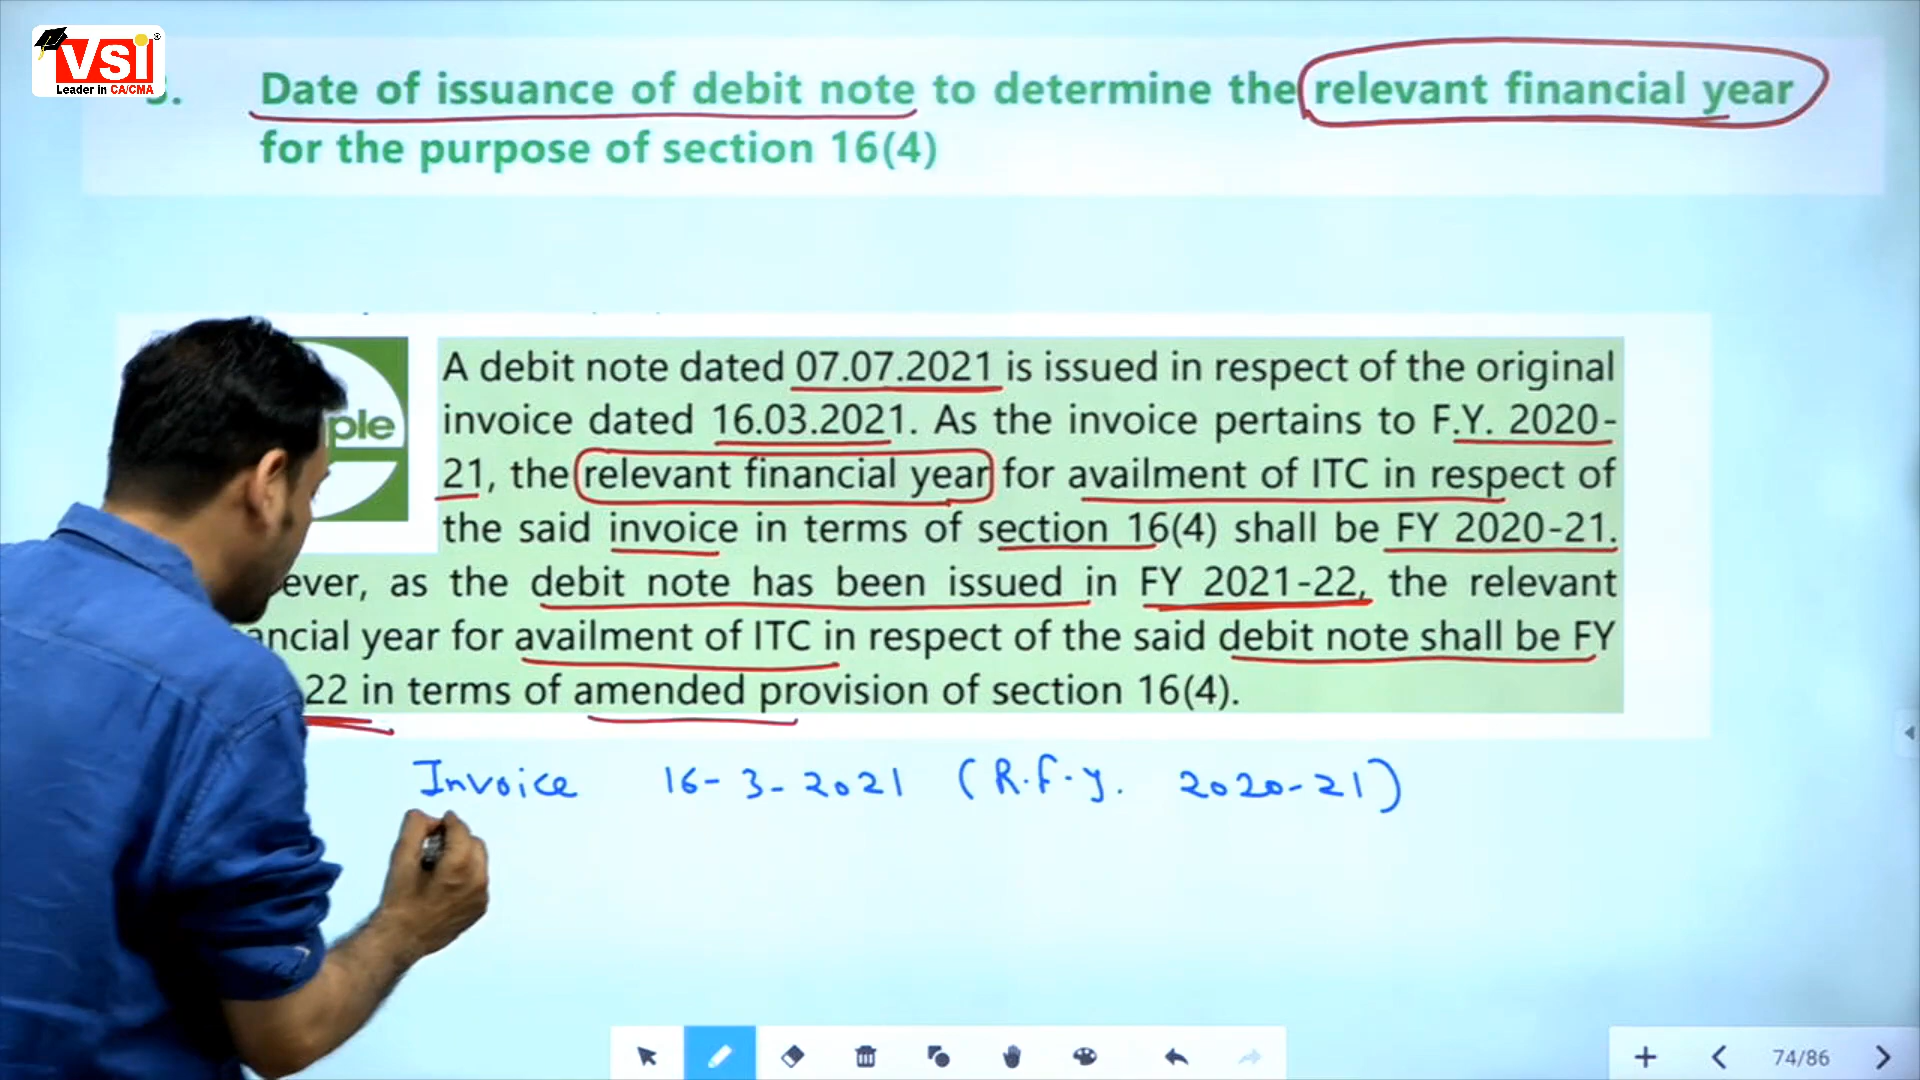 VSI
Leader in CA/CMA
Date of issuance of debit note to determine the relevant financial year
for the purpose of section 16(4)
A debit note dated 07.07.2021 is issued in respect of the original
invoice dated 16.03.2021. As the invoice pertains to F.Y. 2020-
21, the relevant financial year for availment of ITC in respect of
the said invoice in terms of section 16(4) shall be FY 2020-21.
ever, as the debit note has been issued in FY 2021-22, the relevant
ancial year for availment of ITC in respect of the said debit note shall be FY
22 in terms of amended provision of section 16(4).
ple
Invoice 16-3-2021 (R.F.y. 2020-21)
74/86